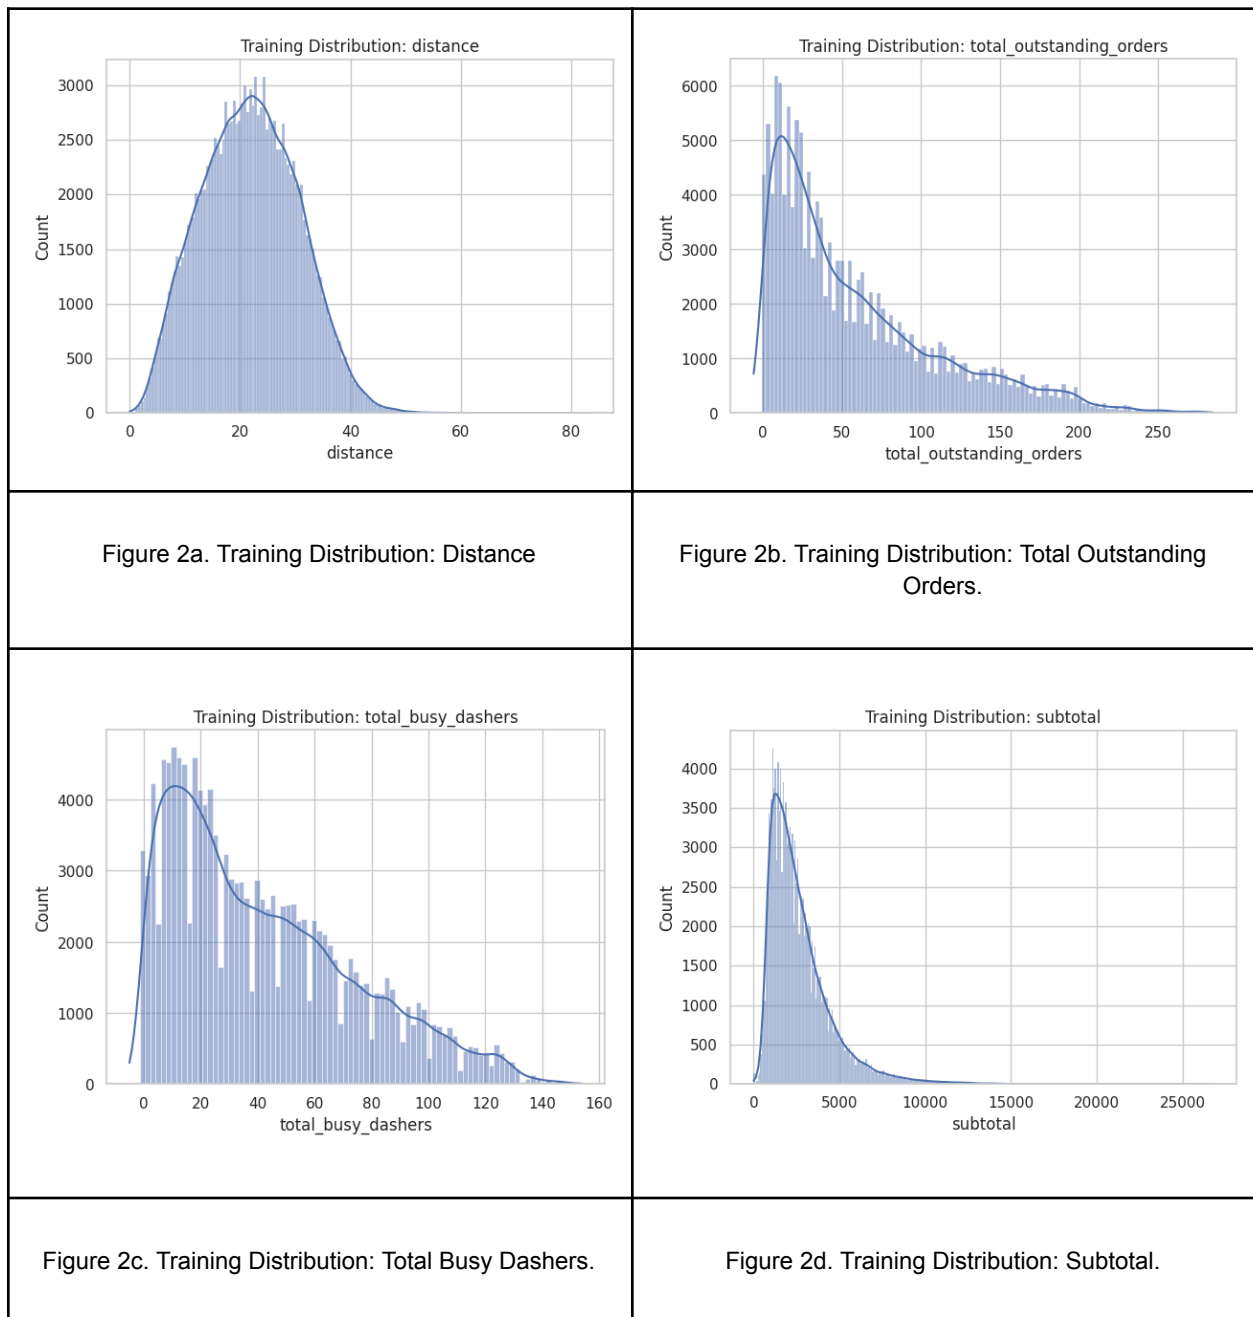 Training Distribution: distance
3000
2500
2000
1500
1000
500
0
Count
0 20 40 60 80
distance
Training Distribution: total_outstanding_orders
6000
5000
4000
3000
2000
1000
0
Count
0 50 100 150 200 250
total_outstanding_orders
Figure 2a. Training Distribution: Distance
Figure 2b. Training Distribution: Total Outstanding
Orders.
Training Distribution: total_busy_dashers
4000
3000
2000
1000
0
Count
0 20 40 60 80 100 120 140 160
total_busy_dashers
Training Distribution: subtotal
4000
3500
3000
2500
2000
1500
1000
500
0
Count
0 5000 10000 15000 20000 25000
subtotal
Figure 2c. Training Distribution: Total Busy Dashers.
Figure 2d. Training Distribution: Subtotal.